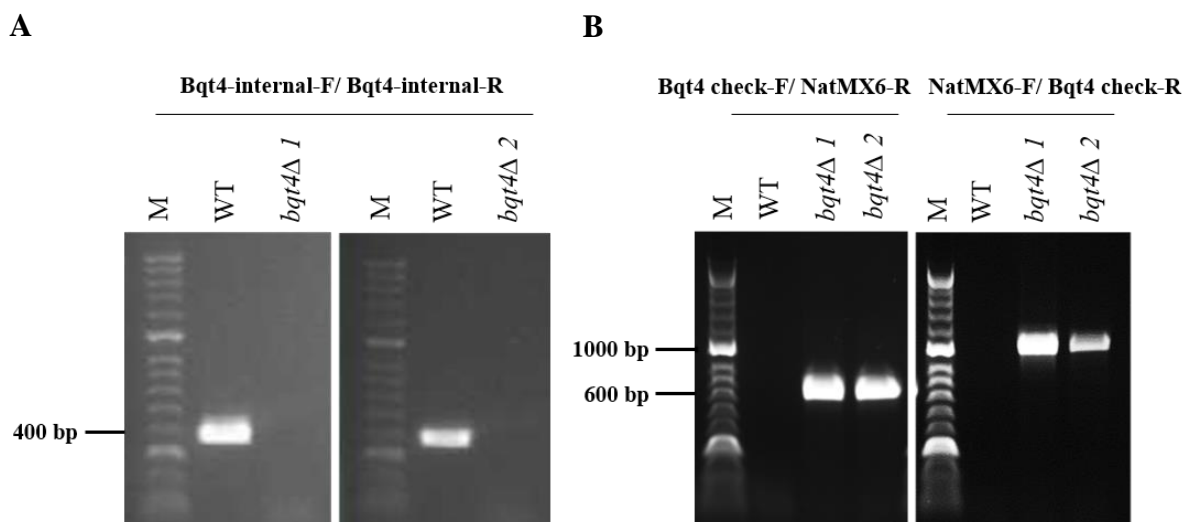 A
B
Bqt4-internal-F/ Bqt4-internal-R
Bqt4 check-F/ NatMX6-R
NatMX6-F/ Bqt4 check-R
M
WT
bqt4Δ 1
M
WT
bqt4Δ 2
M
WT
bqt4Δ 1
bqt4Δ 2
M
WT
bqt4Δ 1
bqt4Δ 2
1000 bp
600 bp
400 bp